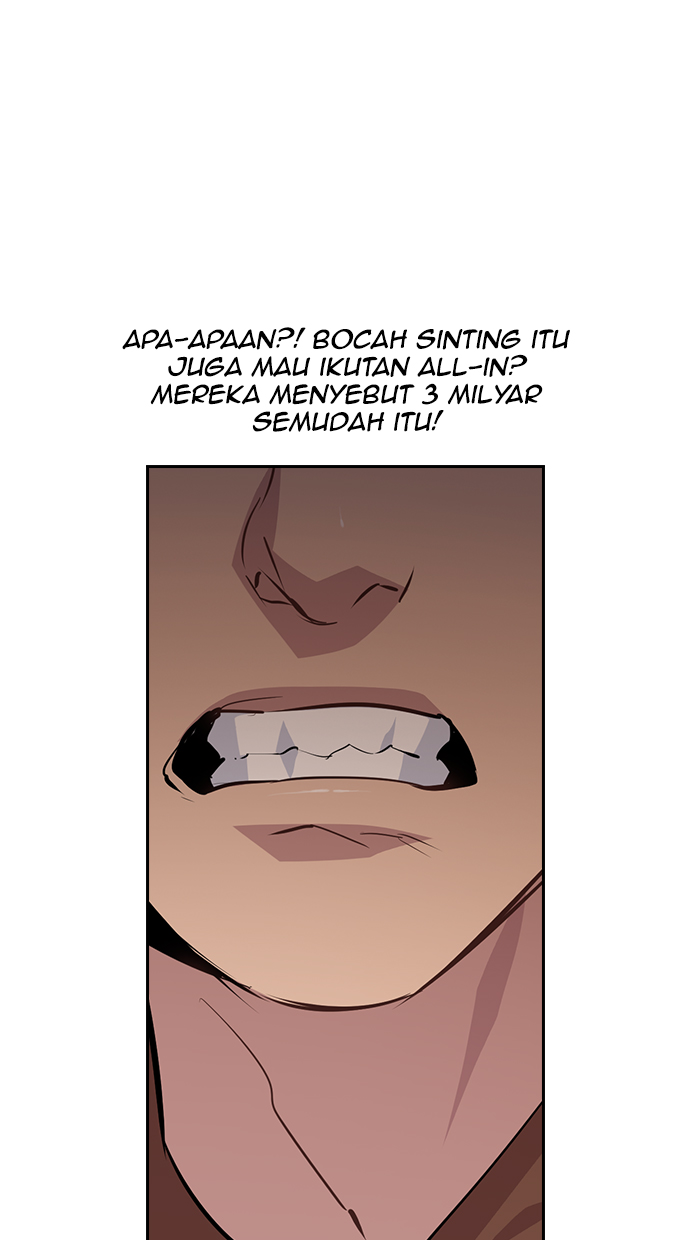 APA-APAAN?! BOCAH SINTING ITU
JUGA MAU IKUTAN ALL-IN?
MEREKA MENYEBUT 3 MILYAR
SEMUDAH ITU!